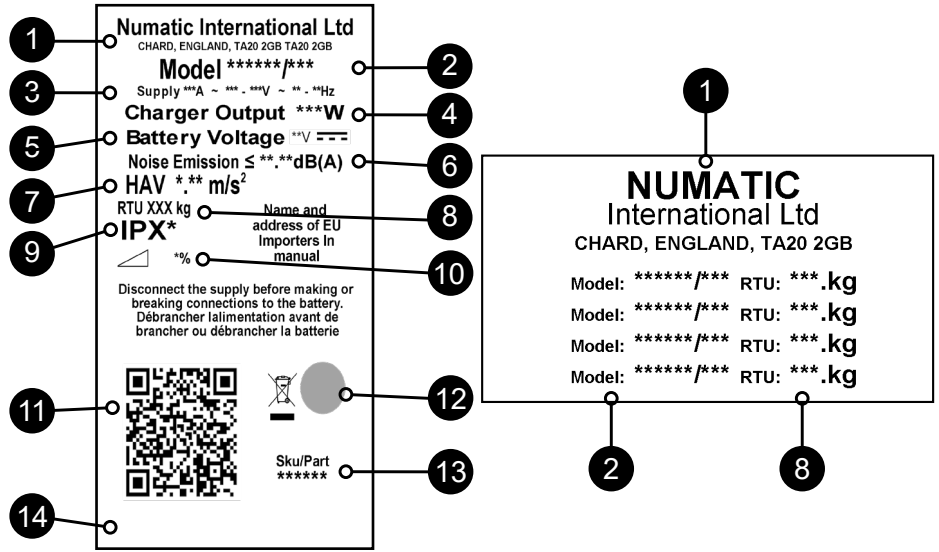 1
Numatic International Ltd
CHARD, ENGLAND, TA20 2GB TA20 2GB
2
Model ******/***
3
Supply ***A ~ *** - ***V ~ ** - **Hz
4
Charger Output ***W
5
Battery Voltage **V
6
Noise Emission ≤ **.**dB(A)
7
HAV *.** m/s²
8
RTU XXX kg
9
IPX*
Name and
address of EU
Importers In
manual
10
*%
Disconnect the supply before making or
breaking connections to the battery.
Débrancher lalimentation avant de
brancher ou débrancher la batterie
11
12
13
Sku/Part
******
14
1
NUMATIC
International Ltd
CHARD, ENGLAND, TA20 2GB
Model: ******/*** RTU: ***.kg
Model: ******/*** RTU: ***.kg
Model: ******/*** RTU: ***.kg
Model: ******/*** RTU: ***.kg
2
8